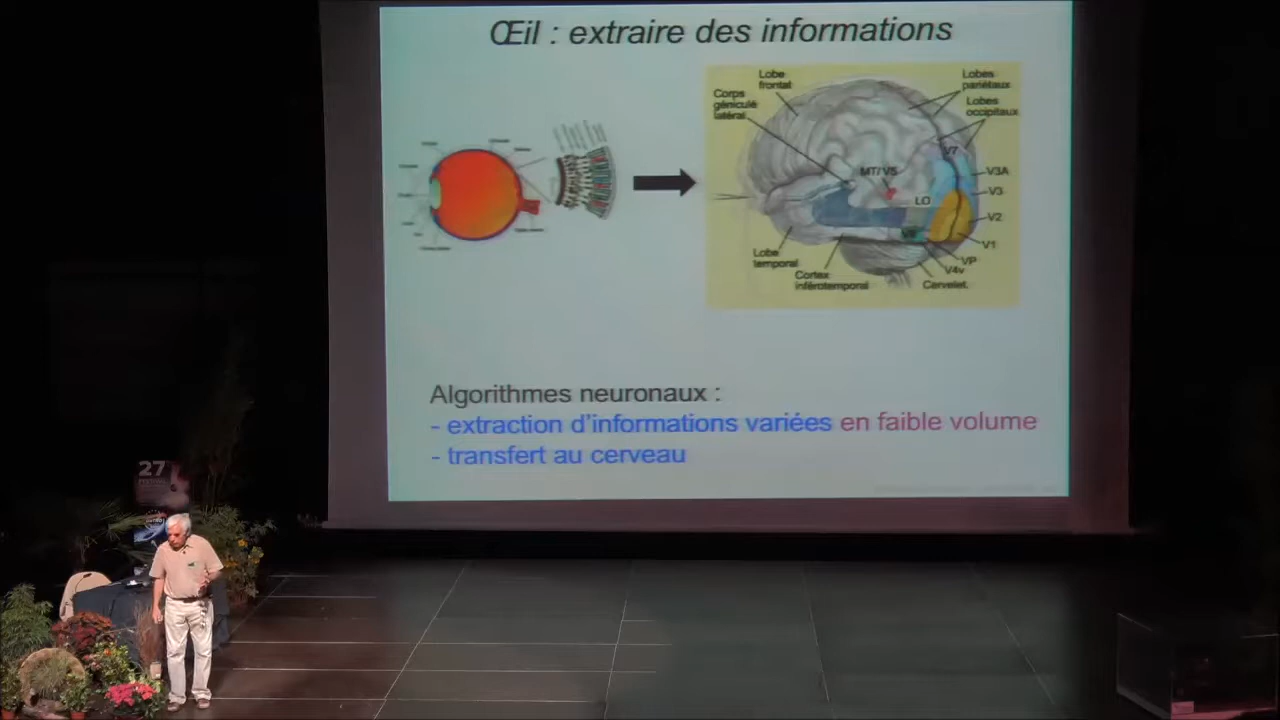 Œil : extraire des informations
Lobe
frontal
Corps
géniculé
latéral
Lobes
pariétaux
Lobes
occipitaux
V7
MT/V5
V3A
V3
LO
V2
V1
VP
V4v
Lobe
temporal
Cortex
inférotemporal
Cervelet.
Algorithmes neuronaux :
- extraction d'informations variées en faible volume
- transfert au cerveau
27